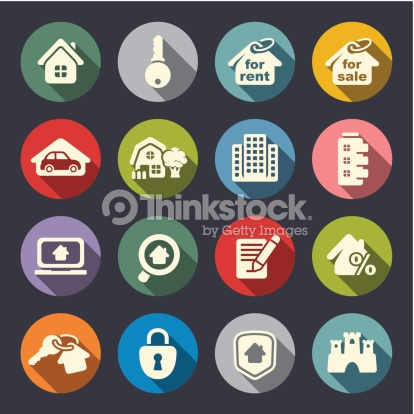 for
rent
for
sale
%
Thinkstock
by Getty Images